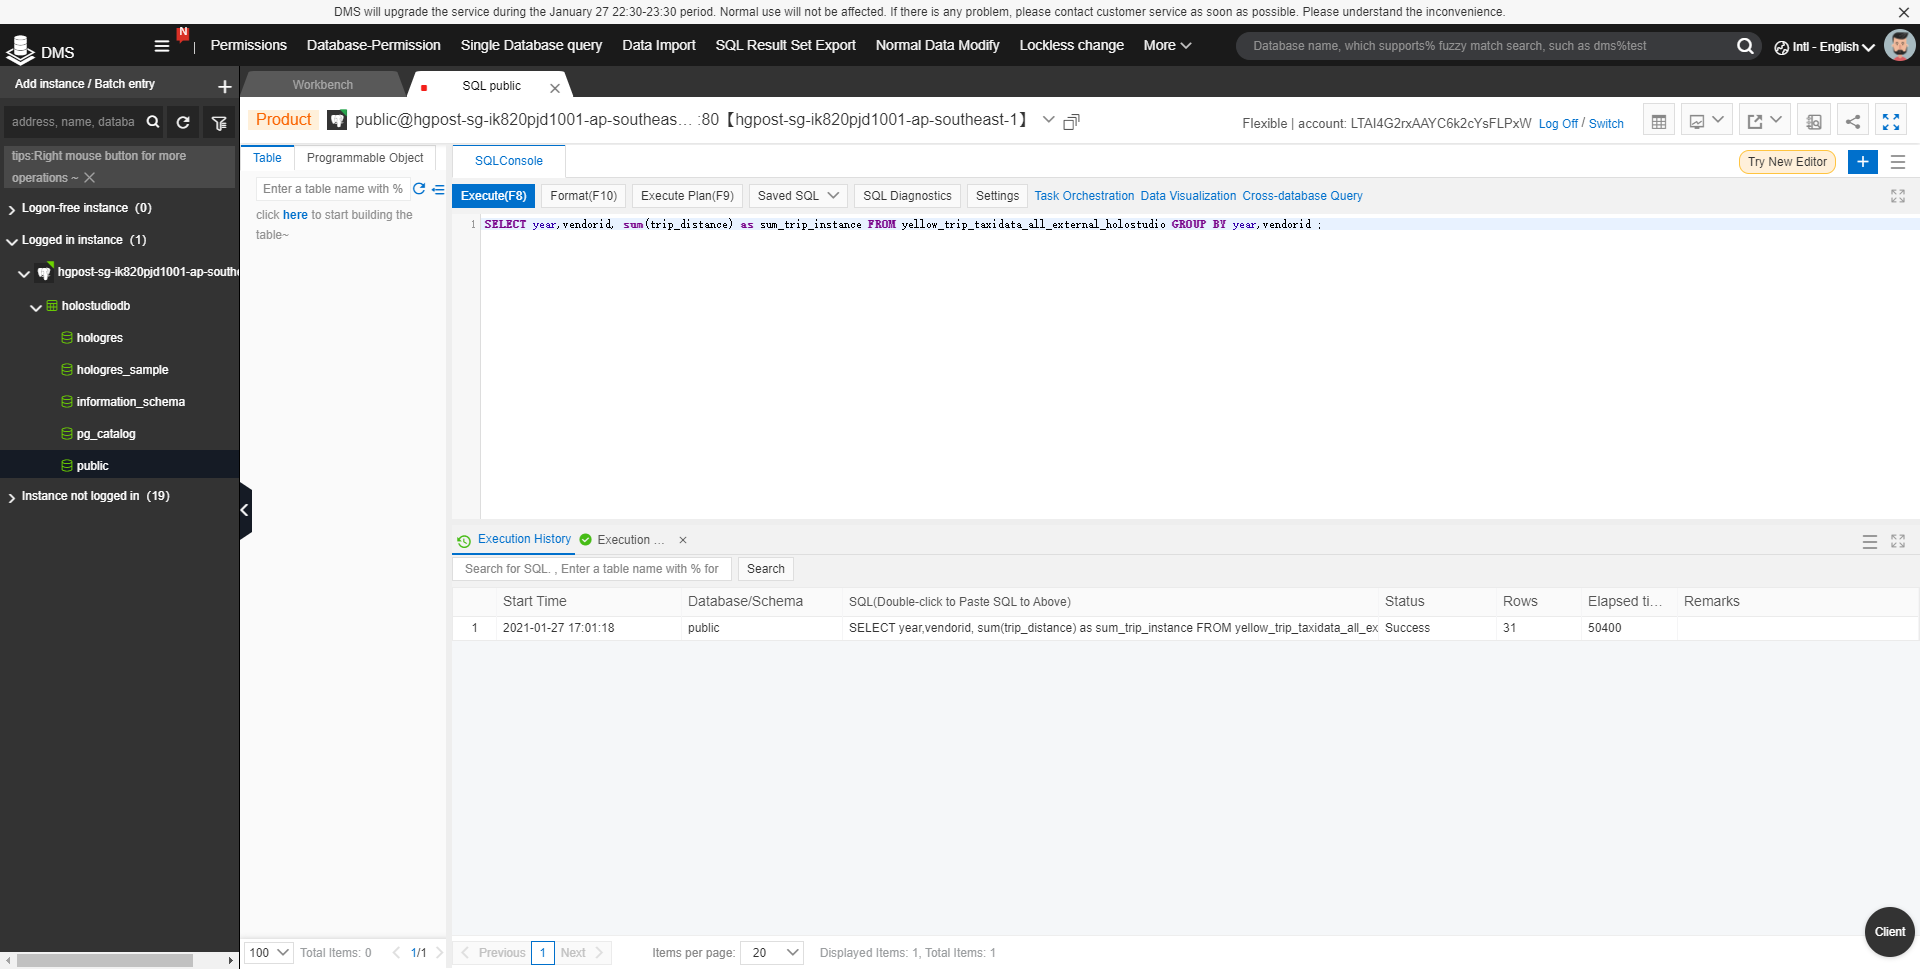 DMS will upgrade the service during the January 27 22:30-23:30 period. Normal use will not be affected. If there is any problem, please contact customer service as soon as possible. Please understand the inconvenience.
DMS
N
Permissions
Database-Permission
Single Database query
Data Import
SQL Result Set Export
Normal Data Modify
Lockless change
More
Database name, which supports% fuzzy match search, such as dms%test
Intl - English
Add instance / Batch entry
Workbench
SQL public
address, name, databa
Product
public@hgpost-sg-ik820pjd1001-ap-southeas... :80【hgpost-sg-ik820pjd1001-ap-southeast-1】
Flexible | account: LTAI4G2rxAAYC6k2cYsFLPxW Log Off / Switch
tips:Right mouse button for more
operations ~
Table
Programmable Object
SQLConsole
Try New Editor
Enter a table name with %
Execute(F8)
Format(F10)
Execute Plan(F9)
Saved SQL
SQL Diagnostics
Settings
Task Orchestration
Data Visualization
Cross-database Query
click here to start building the
table~
1 SELECT year,vendorid, sum(trip_distance) as sum_trip_instance FROM yellow_trip_taxidata_all_external_holostudio GROUP BY year,vendorid ;
Logon-free instance (0)
Logged in instance (1)
hgpost-sg-ik820pjd1001-ap-southe
holostudiodb
hologres
hologres_sample
information_schema
pg_catalog
public
Instance not logged in (19)
Execution History
Execution ...
Search for SQL. , Enter a table name with % for
Search
Start Time
Database/Schema
SQL(Double-click to Paste SQL to Above)
Status
Rows
Elapsed ti...
Remarks
1
2021-01-27 17:01:18
public
SELECT year,vendorid, sum(trip_distance) as sum_trip_instance FROM yellow_trip_taxidata_all_ex
Success
31
50400
Client
100
Total Items: 0
1/1
Previous
1
Next
Items per page:
20
Displayed Items: 1, Total Items: 1